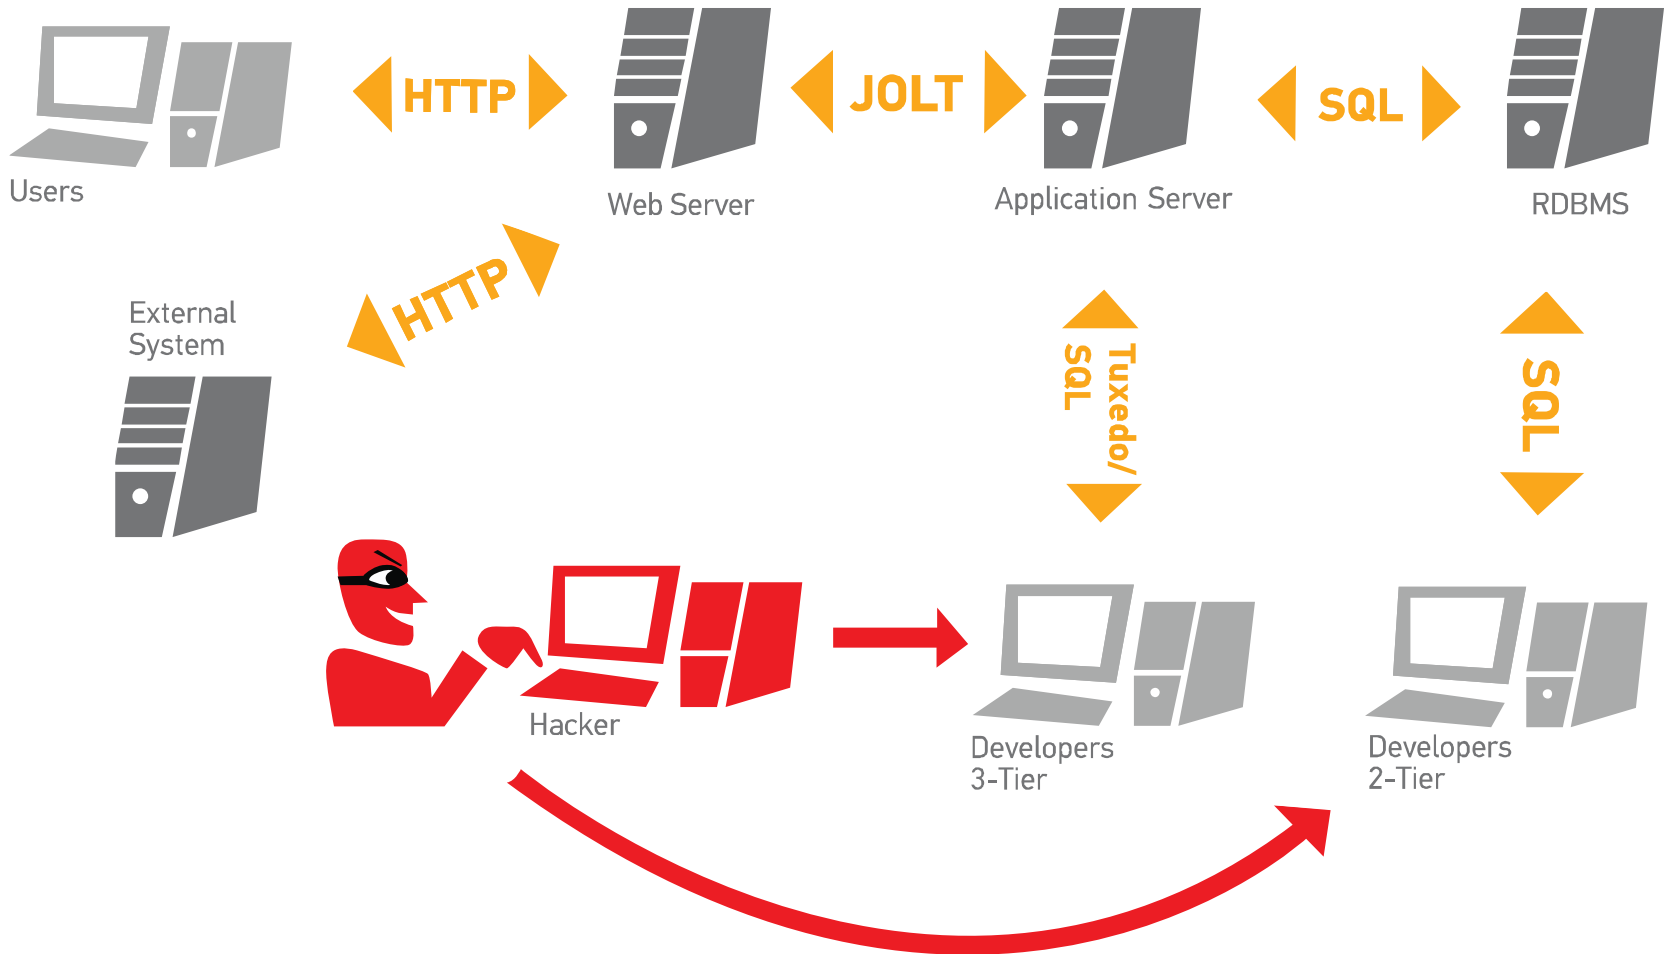 HTTP
JOLT
SQL
Users
Web Server
Application Server
RDBMS
HTTP
External
System
Tuxedo/
SQL
SQL
Hacker
Developers
3-Tier
Developers
2-Tier